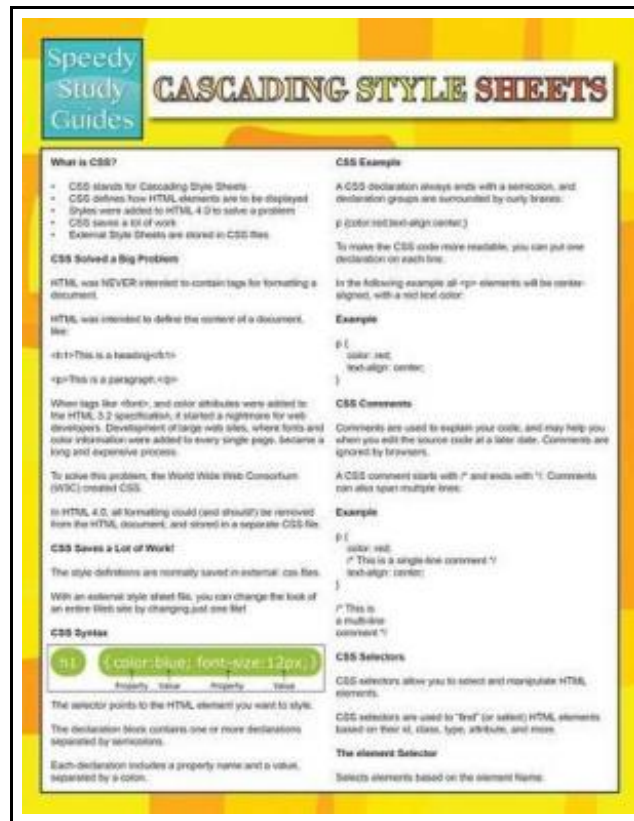 Speedy
Study
Guides
CASCADING STYLE SHEETS
What is CSS?
• CSS stands for Cascading Style Sheets
• CSS defines how HTML elements are to be displayed
• Styles were added to HTML 4.0 to solve a problem
• CSS saves a lot of work
• External Style Sheets are stored in CSS files
CSS Solved a Big Problem
HTML was NEVER intended to contain tags for formatting a
document.
HTML was intended to define the content of a document,
like:
<h1>This is a heading</h1>
<p>This is a paragraph.</p>
When tags like <font>, and color attributes were added to
the HTML 3.2 specification, it started a nightmare for web
developers. Development of large web sites, where fonts and
color information were added to every single page, became a
long and expensive process.
To solve this problem, the World Wide Web Consortium
(W3C) created CSS.
In HTML 4.0, all formatting could (and should!) be removed
from the HTML document, and stored in a separate CSS file.
CSS Saves a Lot of Work!
The style definitions are normally saved in external .css files.
With an external style sheet file, you can change the look of
an entire Web site by changing just one file!
CSS Syntax
h1 {color:blue; font-size:12px;}
Property Value Property Value
The selector points to the HTML element you want to style.
The declaration block contains one or more declarations
separated by semicolons.
Each declaration includes a property name and a value,
separated by a colon.
CSS Example
A CSS declaration always ends with a semicolon, and
declaration groups are surrounded by curly braces:
p {color:red;text-align:center;}
To make the CSS code more readable, you can put one
declaration on each line.
In the following example all <p> elements will be center-
aligned, with a red text color:
Example
p {
color: red;
text-align: center;
}
CSS Comments
Comments are used to explain your code, and may help you
when you edit the source code at a later date. Comments are
ignored by browsers.
A CSS comment starts with /* and ends with */. Comments
can also span multiple lines:
Example
p {
color: red;
/* This is a single-line comment */
text-align: center;
}
/* This is
a multi-line
comment */
CSS Selectors
CSS selectors allow you to select and manipulate HTML
elements.
CSS selectors are used to "find" (or select) HTML elements
based on their id, class, type, attribute, and more.
The element Selector
Selects elements based on the element Name.